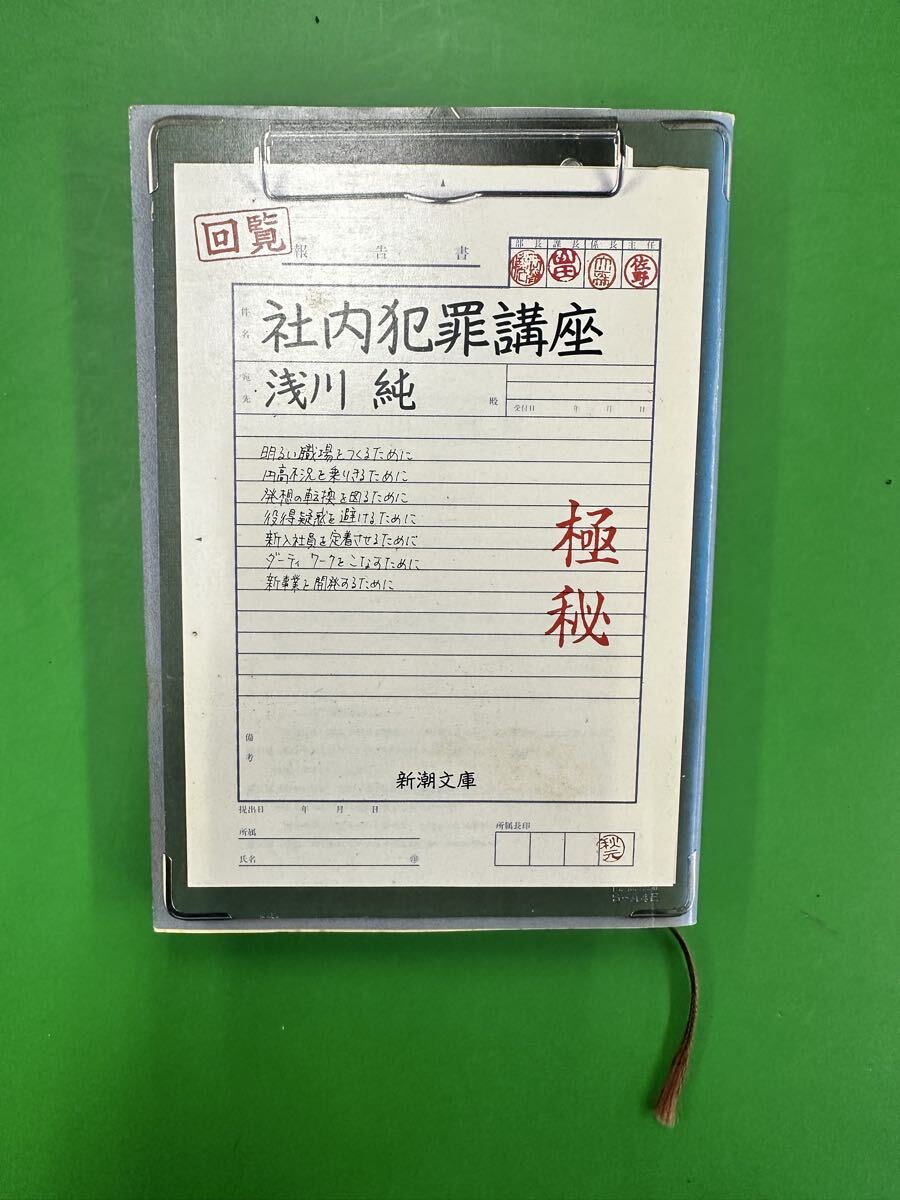 回覧
報告書
部長 課長 係長 主任
佐野
件名
社内犯罪講座
宛先
浅川 純
殿
受付日 年 月 日
明るい職場をつくるために
円高不況を乗りきるために
発想の転換を図るために
役得疑惑を避けるために
新入社員を定着させるために
ダーティ ワークをこなすために
新事業を開発するために
極秘
備考
新潮文庫
提出日 年 月 日
所属
氏名 ㊞
所属長印
秋元